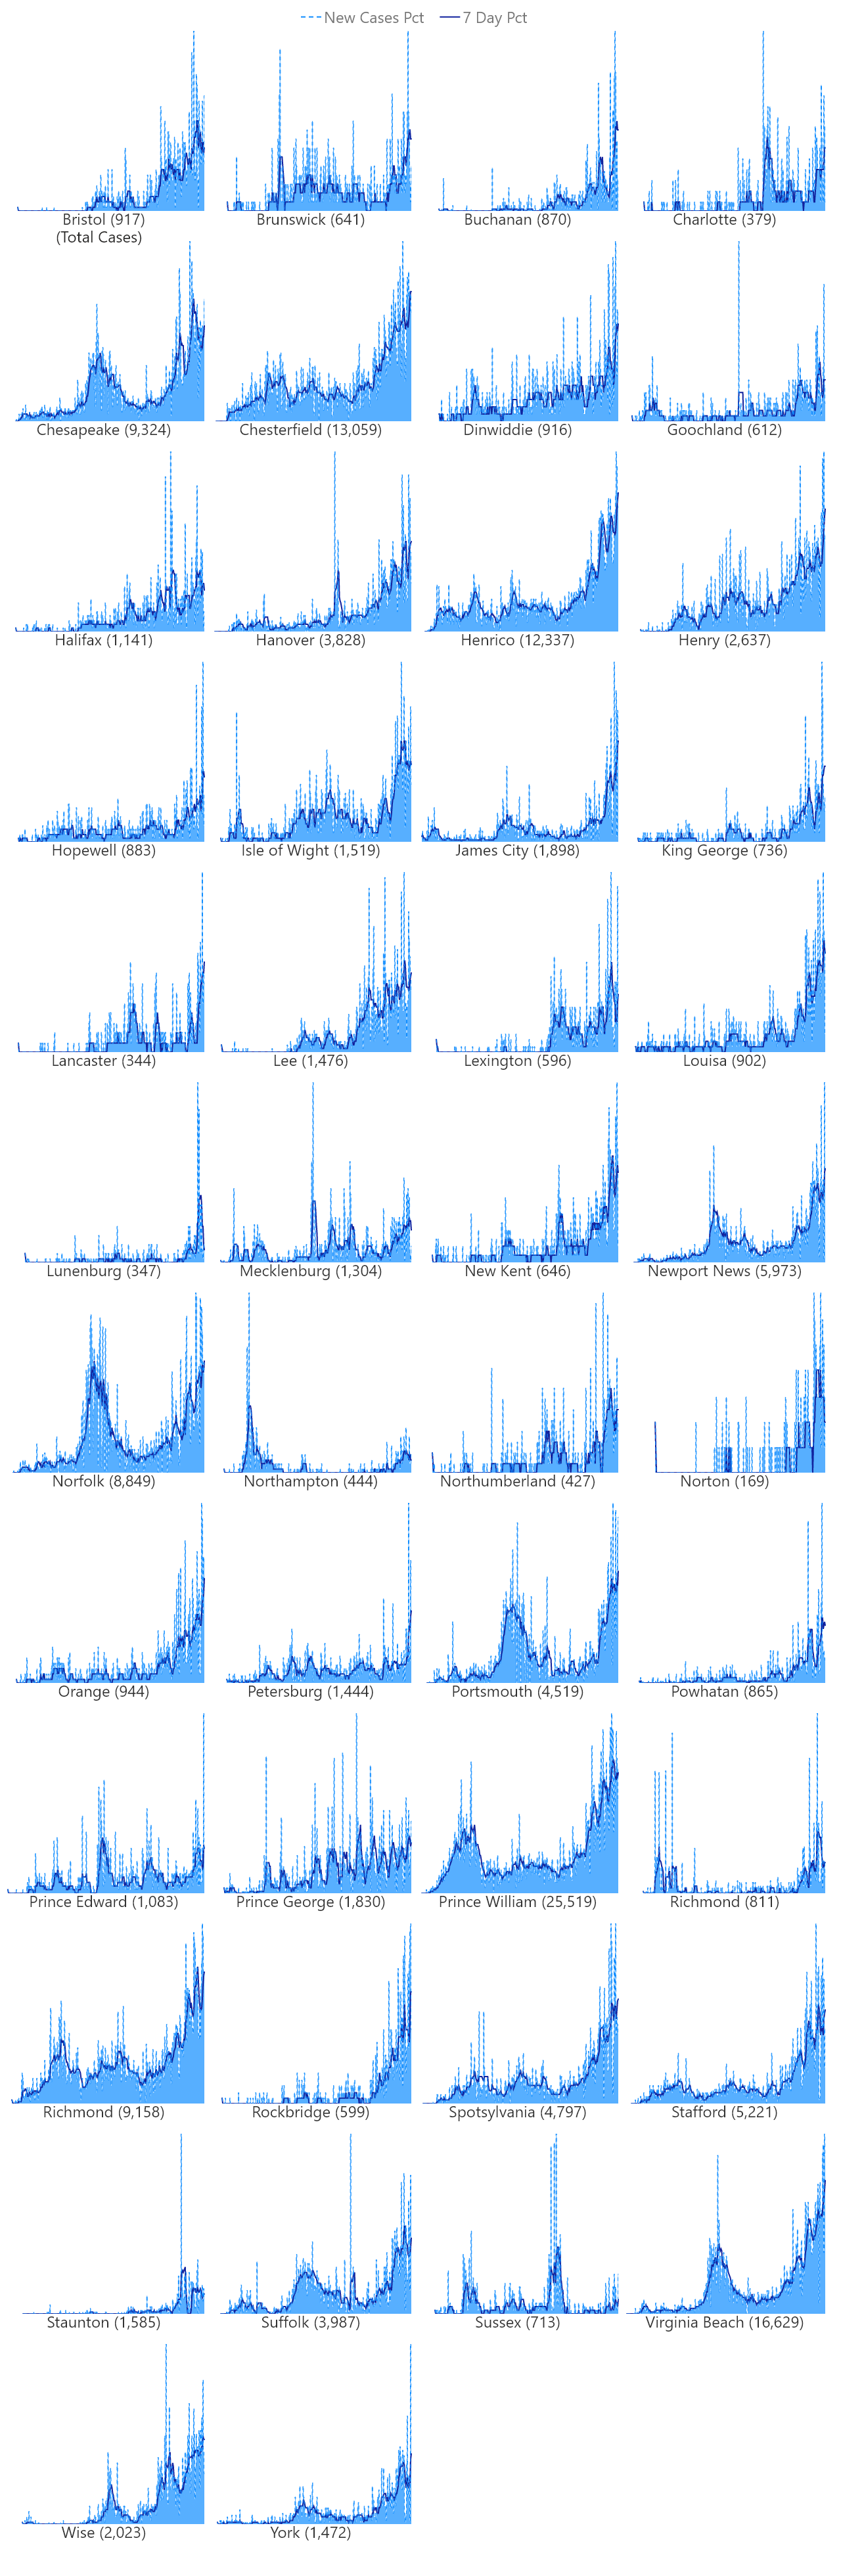 New Cases Pct 7 Day Pct
Bristol (917) Brunswick (641) Buchanan (870) Charlotte (379)
(Total Cases)
Chesapeake (9,324) Chesterfield (13,059) Dinwiddie (916) Goochland (612)
Halifax (1,141) Hanover (3,828) Henrico (12,337) Henry (2,637)
Hopewell (883) Isle of Wight (1,519) James City (1,898) King George (736)
Lancaster (344) Lee (1,476) Lexington (596) Louisa (902)
Lunenburg (347) Mecklenburg (1,304) New Kent (646) Newport News (5,973)
Norfolk (8,849) Northampton (444) Northumberland (427) Norton (169)
Orange (944) Petersburg (1,444) Portsmouth (4,519) Powhatan (865)
Prince Edward (1,083) Prince George (1,830) Prince William (25,519) Richmond (811)
Richmond (9,158) Rockbridge (599) Spotsylvania (4,797) Stafford (5,221)
Staunton (1,585) Suffolk (3,987) Sussex (713) Virginia Beach (16,629)
Wise (2,023) York (1,472)